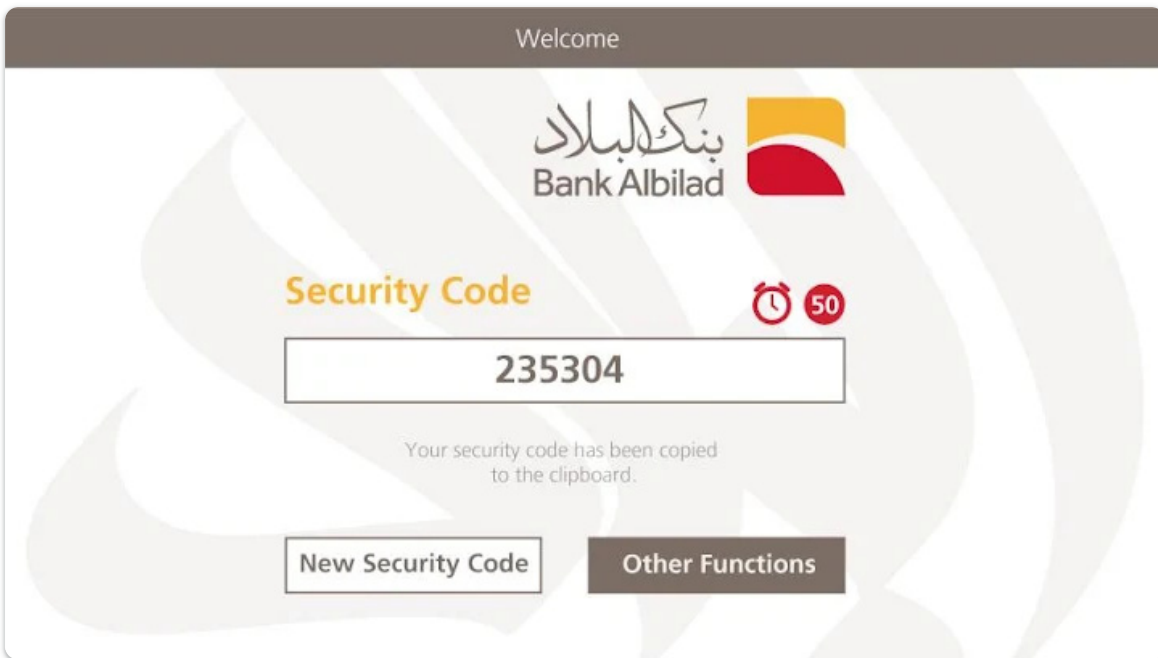 Welcome
بنك البلاد
Bank Albilad
Security Code
50
235304
Your security code has been copied
to the clipboard.
New Security Code
Other Functions